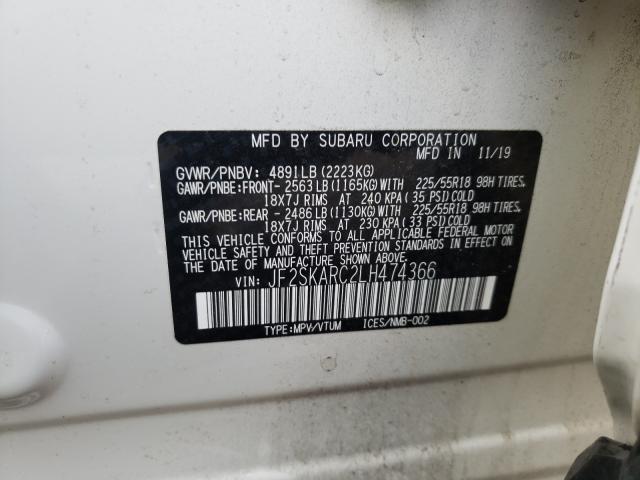 MFD BY SUBARU CORPORATION
MFD IN 11/19
GVWR/PNBV: 4891LB (2223KG)
GAWR/PNBE:FRONT-2563LB (1165KG)WITH 225/55R18 98H TIRES,
18X7J RIMS AT 240 KPA (35 PSI)COLD
GAWR/PNBE:REAR -2486LB (1130KG)WITH 225/55R18 98H TIRES,
18X7J RIMS AT 230 KPA (33 PSI)COLD
THIS VEHICLE CONFORMS TO ALL APPLICABLE FEDERAL MOTOR
VEHICLE SAFETY AND THEFT PREVENTION STANDARDS IN EFFECT ON
THE DATE OF MANUFACTURE SHOWN ABOVE.
VIN: JF2SKARC2LH474366
TYPE:MPV/VTUM ICES/NMB-002